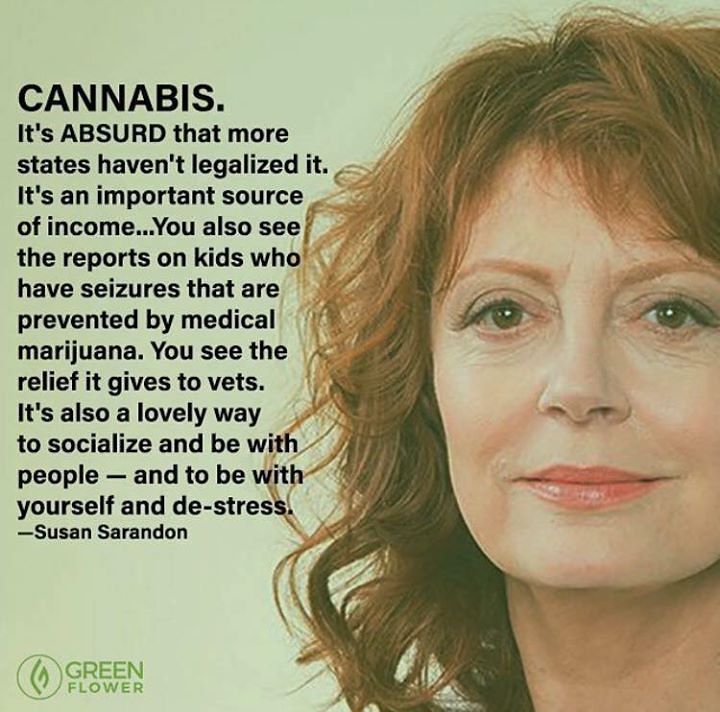 CANNABIS.
It's ABSURD that more
states haven't legalized it.
It's an important source
of income...You also see
the reports on kids who
have seizures that are
prevented by medical
marijuana. You see the
relief it gives to vets.
It's also a lovely way
to socialize and be with
people — and to be with
yourself and de-stress.
—Susan Sarandon
GREEN
FLOWER